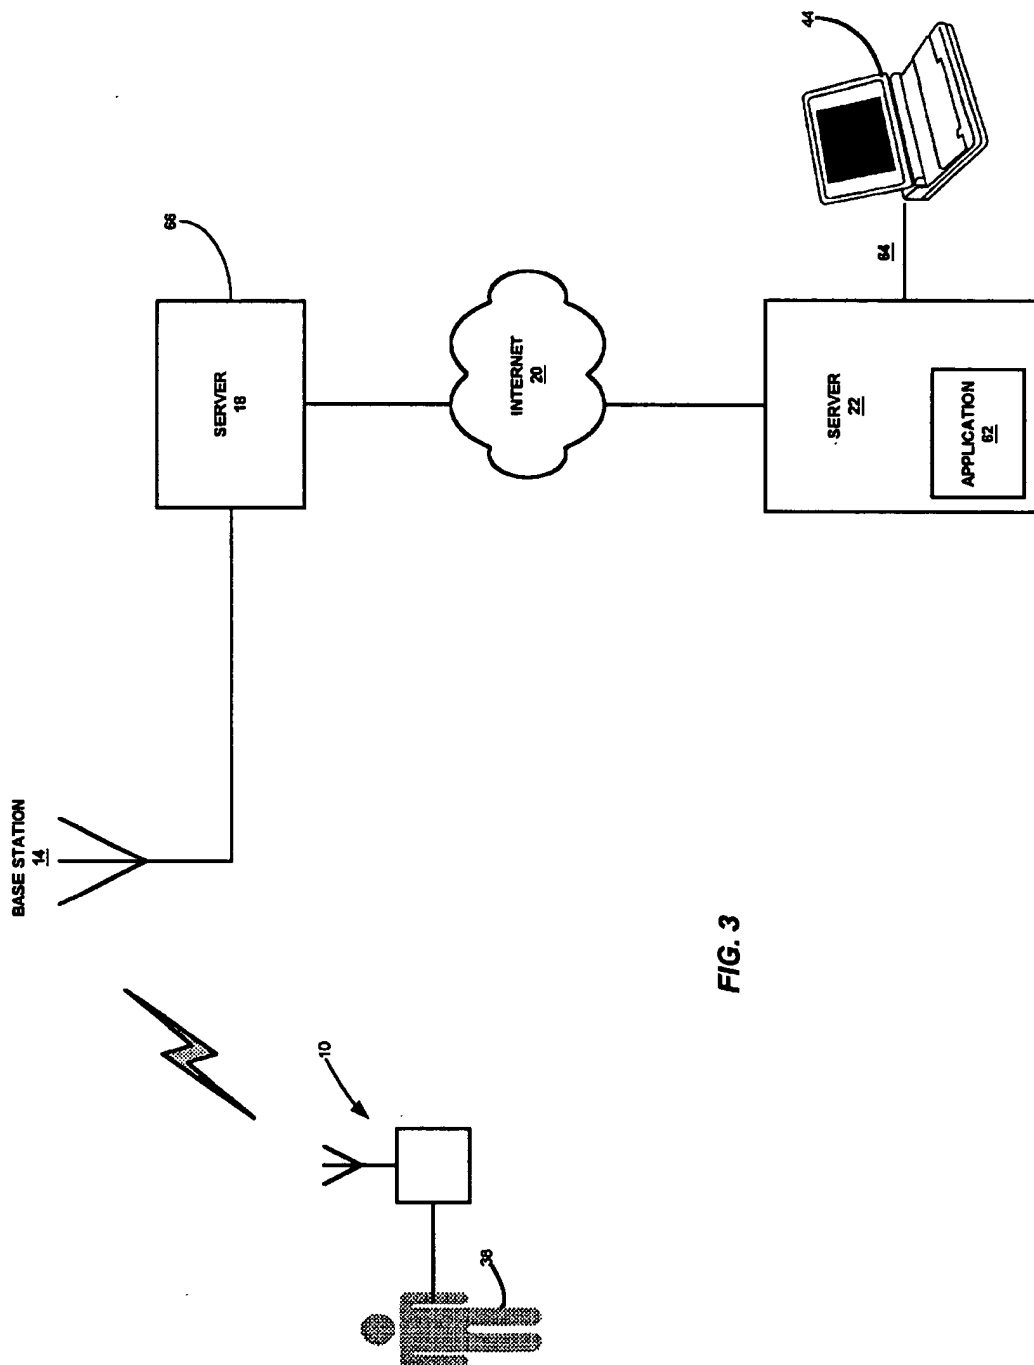 BASE STATION
14
66
SERVER
18
INTERNET
20
SERVER
22
APPLICATION
62
64
44
10
38
FIG. 3